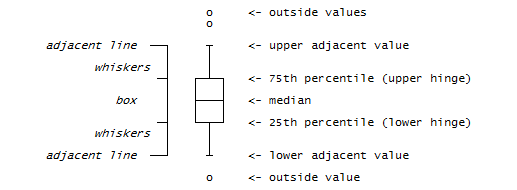 o <- outside values
o
adjacent line <- upper adjacent value
whiskers
<- 75th percentile (upper hinge)
box <- median
<- 25th percentile (lower hinge)
whiskers
adjacent line <- lower adjacent value
o <- outside value